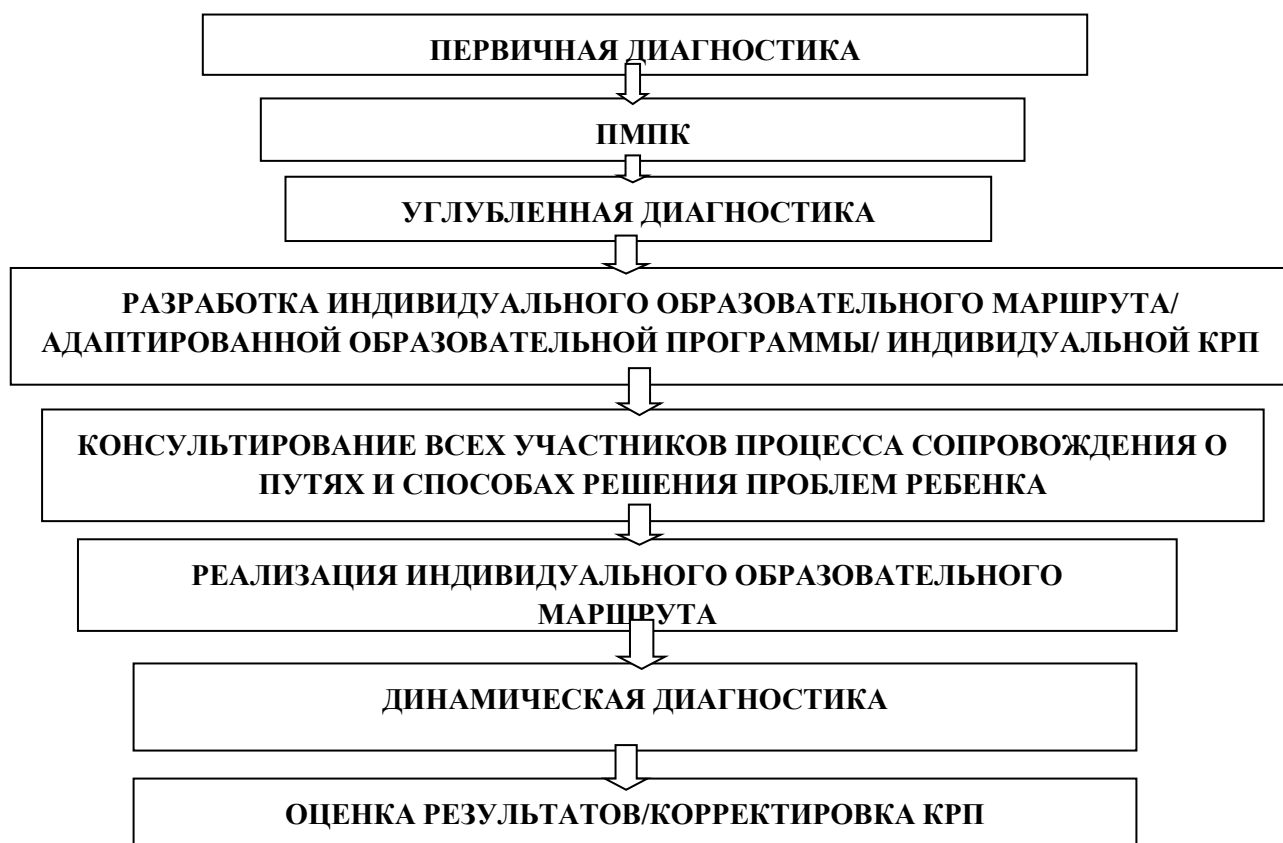 ПЕРВИЧНАЯ ДИАГНОСТИКА
ПМПК
УГЛУБЛЕННАЯ ДИАГНОСТИКА
РАЗРАБОТКА ИНДИВИДУАЛЬНОГО ОБРАЗОВАТЕЛЬНОГО МАРШРУТА/
АДАПТИРОВАННОЙ ОБРАЗОВАТЕЛЬНОЙ ПРОГРАММЫ/ ИНДИВИДУАЛЬНОЙ КРП
КОНСУЛЬТИРОВАНИЕ ВСЕХ УЧАСТНИКОВ ПРОЦЕССА СОПРОВОЖДЕНИЯ О
ПУТЯХ И СПОСОБАХ РЕШЕНИЯ ПРОБЛЕМ РЕБЕНКА
РЕАЛИЗАЦИЯ ИНДИВИДУАЛЬНОГО ОБРАЗОВАТЕЛЬНОГО
МАРШРУТА
ДИНАМИЧЕСКАЯ ДИАГНОСТИКА
ОЦЕНКА РЕЗУЛЬТАТОВ/КОРРЕКТИРОВКА КРП